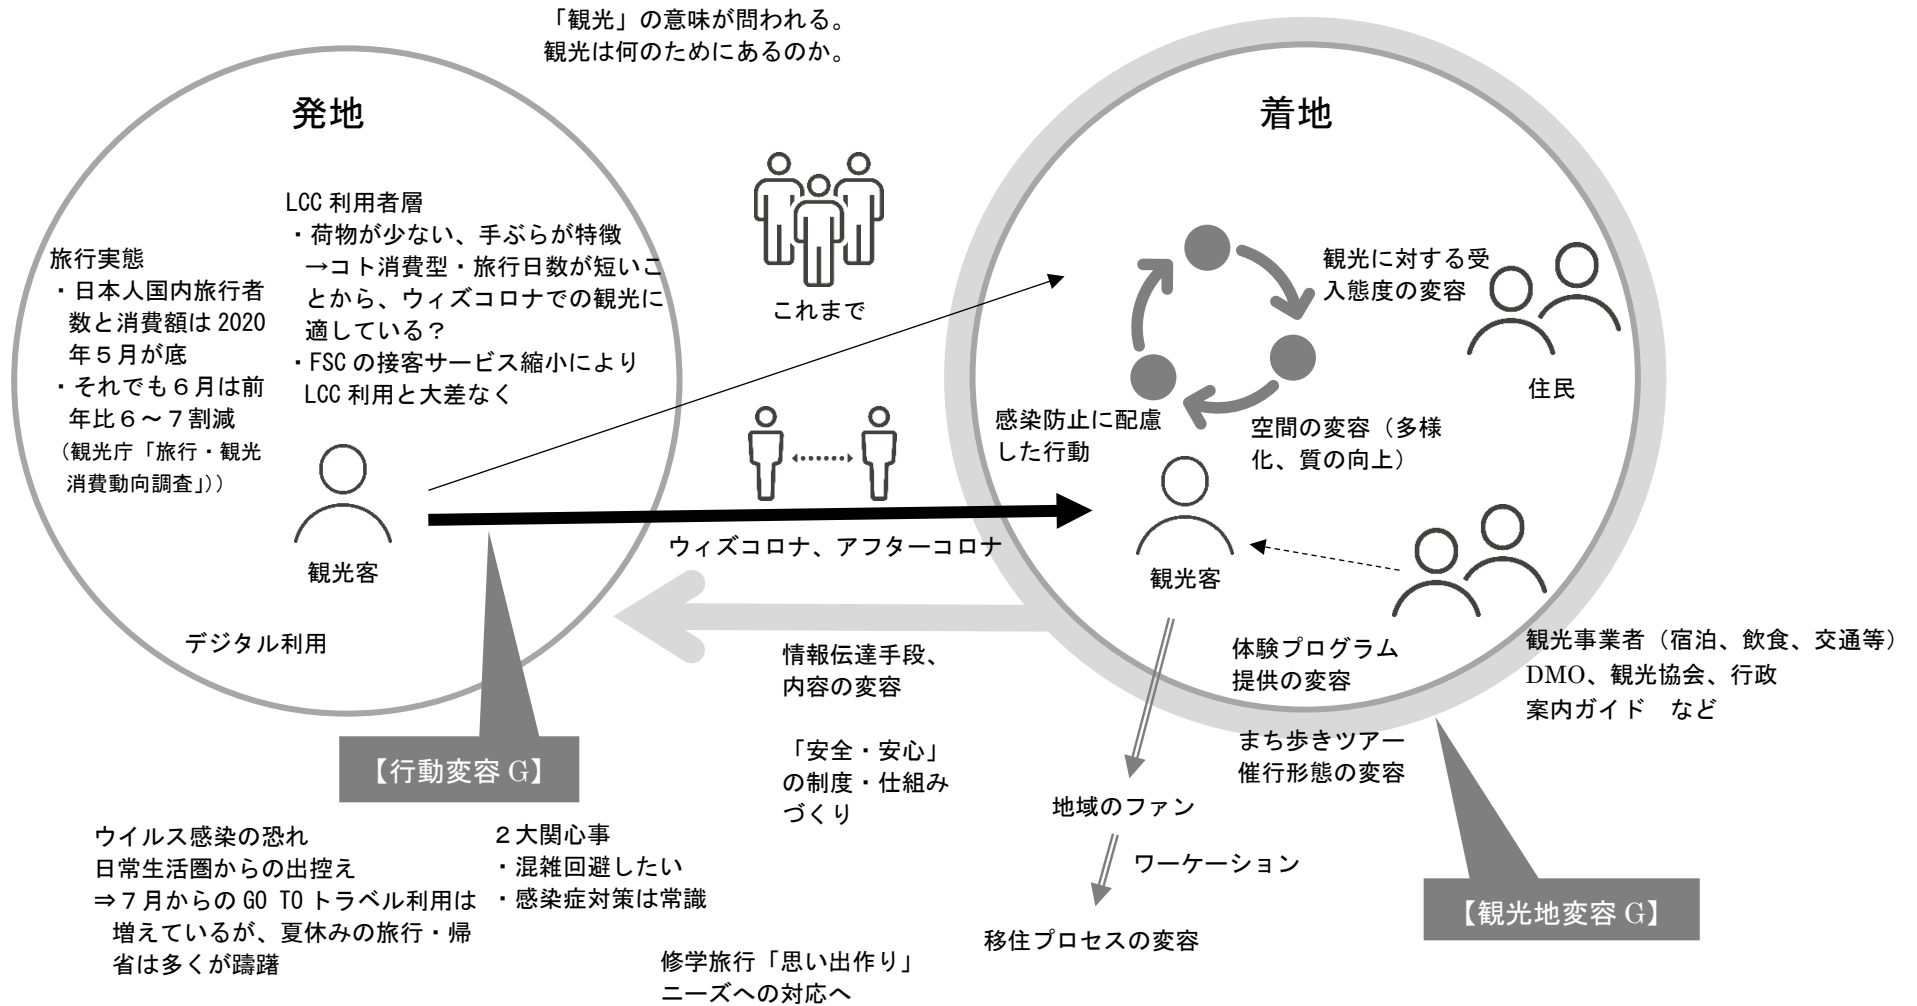 「観光」の意味が問われる。
観光は何のためにあるのか。
発地
LCC 利用者層
・荷物が少ない、手ぶらが特徴
→コト消費型・旅行日数が短いこ
とから、ウィズコロナでの観光に
適している？
・FSC の接客サービス縮小により
LCC 利用と大差なく
旅行実態
・日本人国内旅行者
数と消費額は 2020
年５月が底
・それでも６月は前
年比６～７割減
（観光庁「旅行・観光
消費動向調査」））
観光客
デジタル利用
これまで
ウィズコロナ、アフターコロナ
情報伝達手段、
内容の変容
「安全・安心」
の制度・仕組み
づくり
着地
観光に対する受
入態度の変容
住民
感染防止に配慮
した行動
空間の変容（多様
化、質の向上）
観光客
体験プログラム
提供の変容
観光事業者（宿泊、飲食、交通等）
DMO、観光協会、行政
案内ガイド　など
まち歩きツアー
催行形態の変容
地域のファン
ワーケーション
移住プロセスの変容
【行動変容 G】
【観光地変容 G】
ウイルス感染の恐れ
日常生活圏からの出控え
⇒７月からの GO TO トラベル利用は
増えているが、夏休みの旅行・帰
省は多くが躊躇
２大関心事
・混雑回避したい
・感染症対策は常識
修学旅行「思い出作り」
ニーズへの対応へ